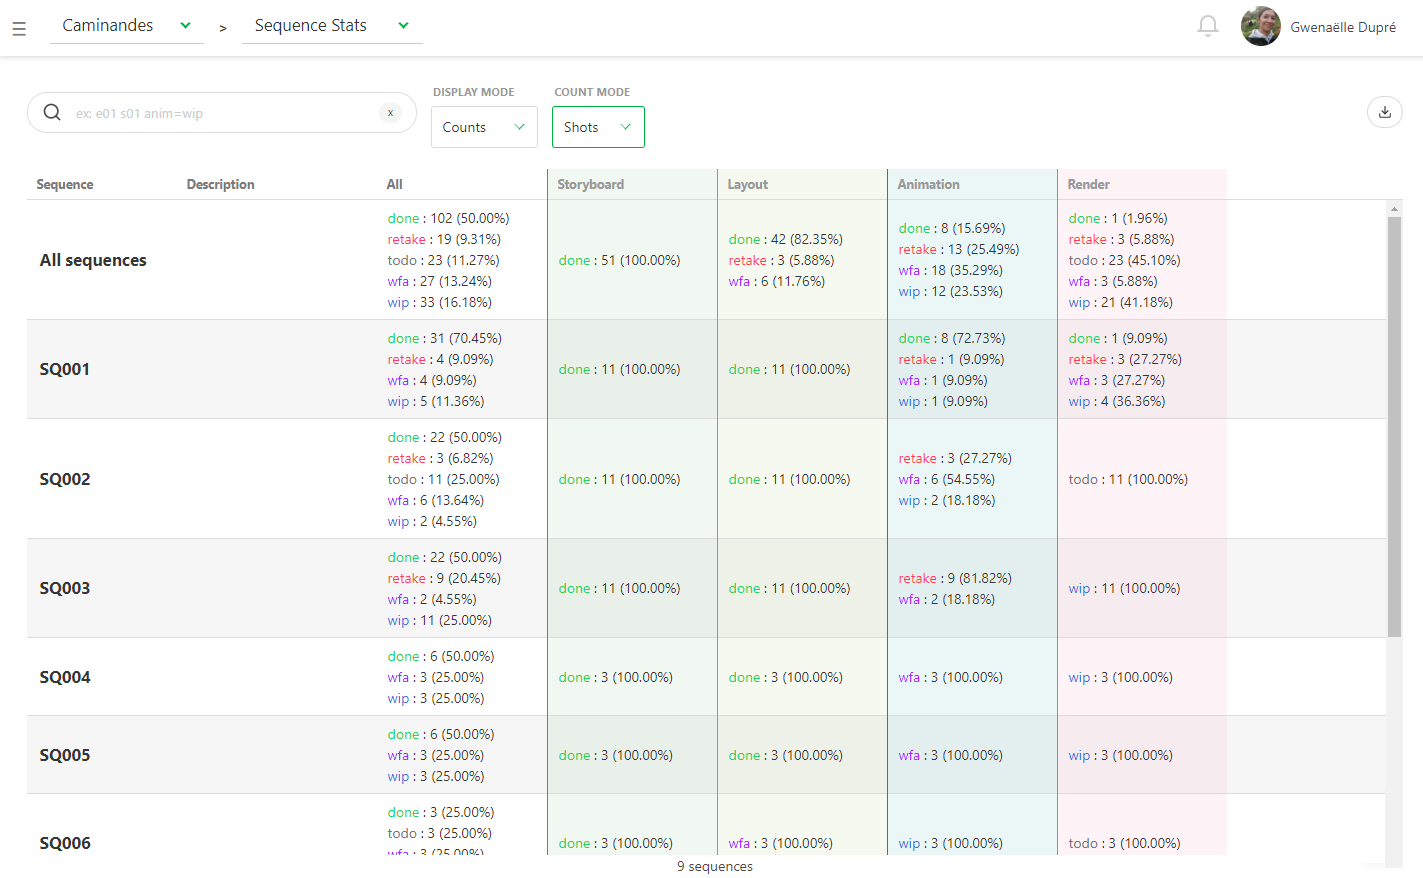 Caminandes > Sequence Stats
Gwenaëlle Dupré
DISPLAY MODE COUNT MODE
ex: e01 s01 anim=wip x Counts Shots
Sequence Description All Storyboard Layout Animation Render
All sequences
done : 102 (50.00%)
retake : 19 (9.31%)
todo : 23 (11.27%)
wfa : 27 (13.24%)
wip : 33 (16.18%)
done : 51 (100.00%)
done : 42 (82.35%)
retake : 3 (5.88%)
wfa : 6 (11.76%)
done : 8 (15.69%)
retake : 13 (25.49%)
wfa : 18 (35.29%)
wip : 12 (23.53%)
done : 1 (1.96%)
retake : 3 (5.88%)
todo : 23 (45.10%)
wfa : 3 (5.88%)
wip : 21 (41.18%)
SQ001
done : 31 (70.45%)
retake : 4 (9.09%)
wfa : 4 (9.09%)
wip : 5 (11.36%)
done : 11 (100.00%)
done : 11 (100.00%)
done : 8 (72.73%)
retake : 1 (9.09%)
wfa : 1 (9.09%)
wip : 1 (9.09%)
done : 1 (9.09%)
retake : 3 (27.27%)
wfa : 3 (27.27%)
wip : 4 (36.36%)
SQ002
done : 22 (50.00%)
retake : 3 (6.82%)
todo : 11 (25.00%)
wfa : 6 (13.64%)
wip : 2 (4.55%)
done : 11 (100.00%)
done : 11 (100.00%)
retake : 3 (27.27%)
wfa : 6 (54.55%)
wip : 2 (18.18%)
todo : 11 (100.00%)
SQ003
done : 22 (50.00%)
retake : 9 (20.45%)
wfa : 2 (4.55%)
wip : 11 (25.00%)
done : 11 (100.00%)
done : 11 (100.00%)
retake : 9 (81.82%)
wfa : 2 (18.18%)
wip : 11 (100.00%)
SQ004
done : 6 (50.00%)
wfa : 3 (25.00%)
wip : 3 (25.00%)
done : 3 (100.00%)
done : 3 (100.00%)
wfa : 3 (100.00%)
wip : 3 (100.00%)
SQ005
done : 6 (50.00%)
wfa : 3 (25.00%)
wip : 3 (25.00%)
done : 3 (100.00%)
done : 3 (100.00%)
wfa : 3 (100.00%)
wip : 3 (100.00%)
SQ006
done : 3 (25.00%)
todo : 3 (25.00%)
wfa : 3 (25.00%)
done : 3 (100.00%)
wfa : 3 (100.00%)
wip : 3 (100.00%)
todo : 3 (100.00%)
9 sequences